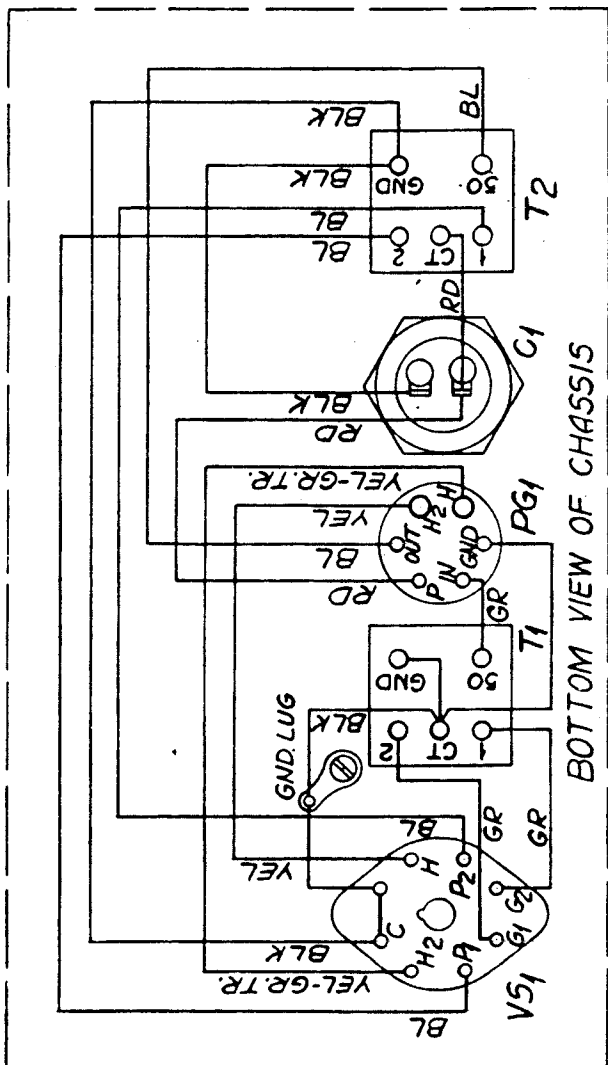 BL
BLK
BLK
BL
BL
GND
50
2
CT
1
T2
RD
C1
BLK
RD
YEL-GR.TR.
YEL
BL
RD
OUT
H2
H
P
IN
GND
PG1
GR
T1
GND
50
BLK
2
CT
1
GND. LUG
BL
GR
GR
YEL
H
P2
C
G2
H2
P1
G1
BLK
YEL-GR.TR.
BL
VS1
BOTTOM VIEW OF CHASSIS